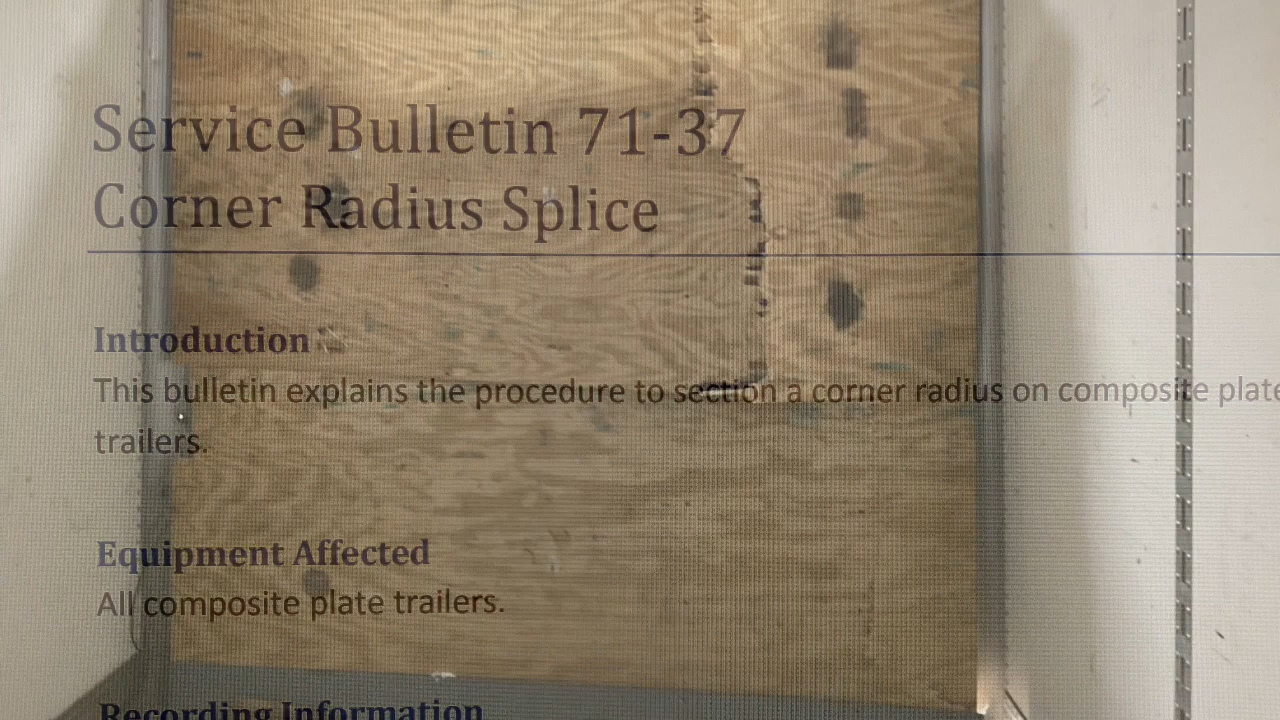 Service Bulletin 71-37
Corner Radius Splice
Introduction
This bulletin explains the procedure to section a corner radius on composite plate
trailers.
Equipment Affected
All composite plate trailers.
Recording Information